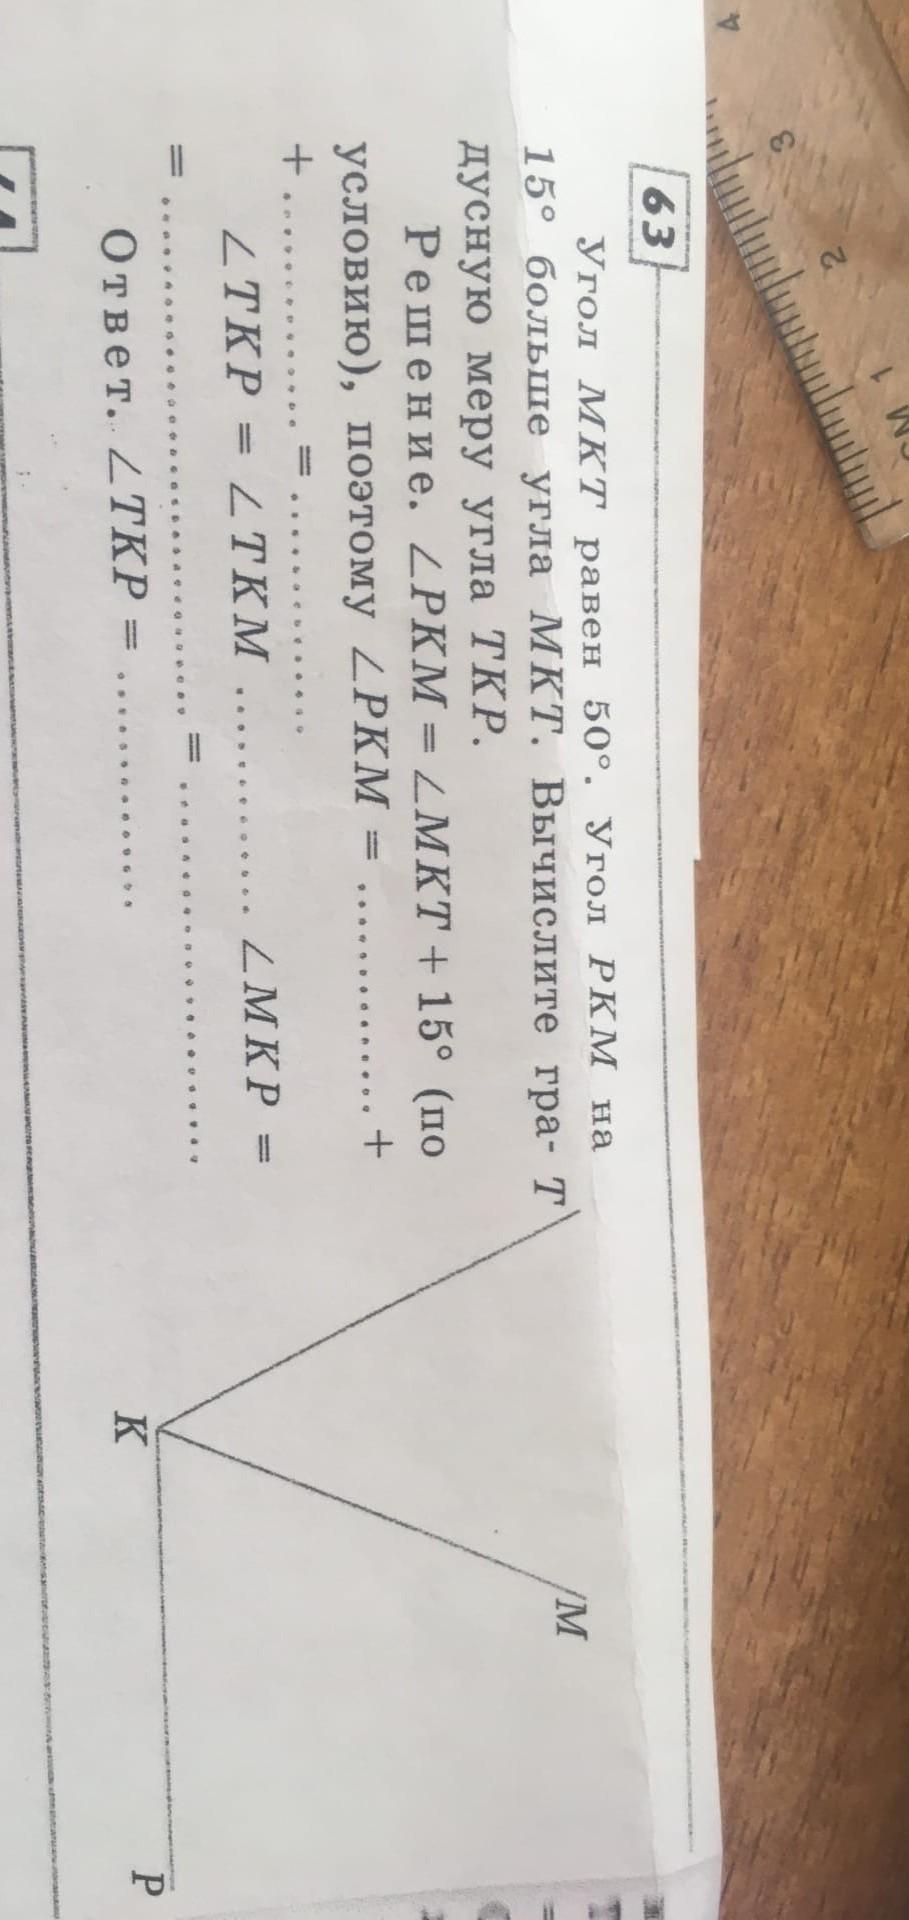 63
Угол МКТ равен 50°. Угол РКМ на
15° больше угла МКТ. Вычислите гра-
дусную меру угла ТКР.
Решение. ∠РКМ = ∠МКТ + 15° (по
условию), поэтому ∠РКМ = ............ +
+ ............ = ............
∠ТКР = ∠ТКМ ............ ∠МКР =
= .............................. = ....................
Ответ. ∠ТКР = ............
Т
М
К
Р
4
3
2
1